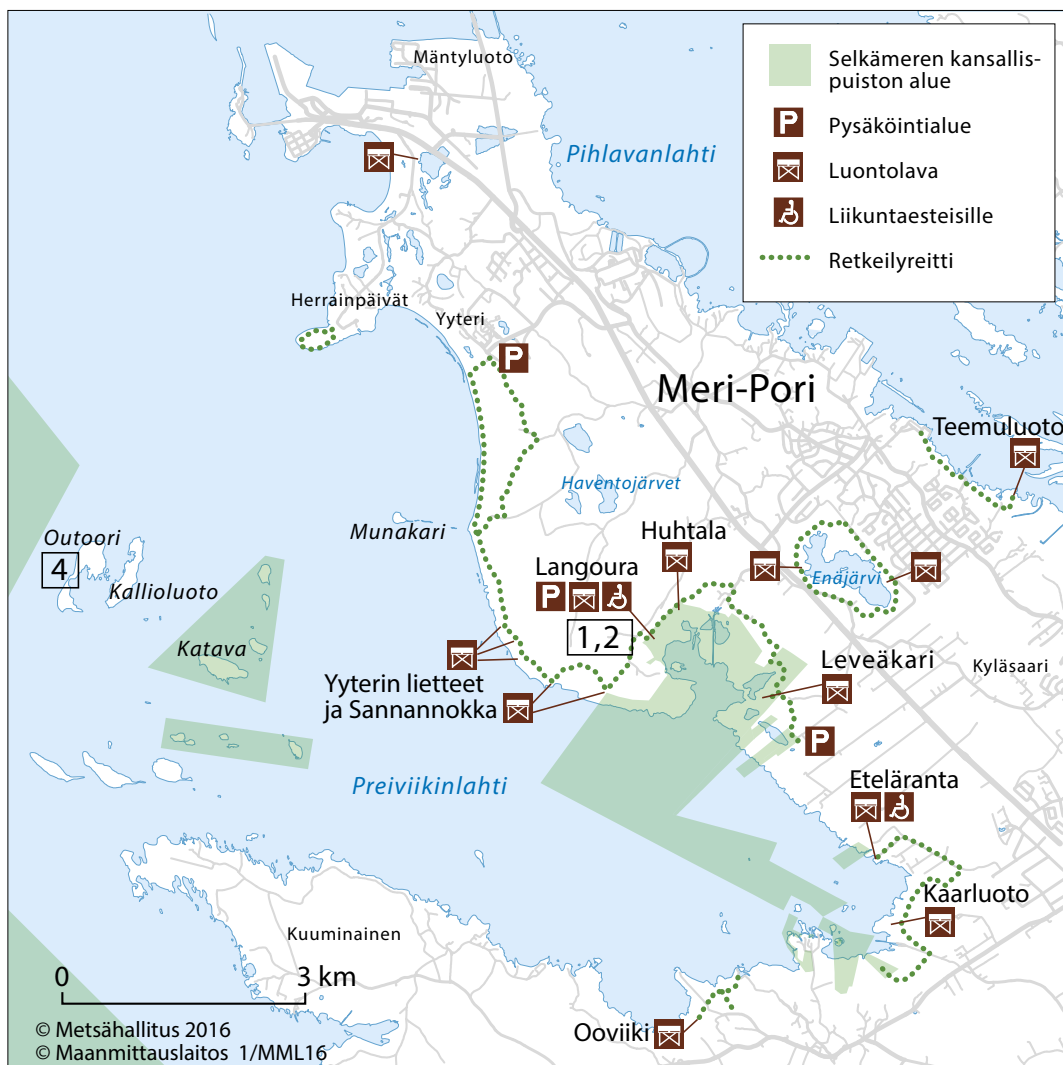 Mäntyluoto
Selkämeren kansallis-
puiston alue
P Pysäköintialue
Luontolava
Liikuntaesteisille
Retkeilyreitti
Pihlavanlahti
Herrainpäivät
Yyteri
P
Meri-Pori
Teemuluoto
Haventojärvet
Munakari
Huhtala
Outoori
4
Kallioluoto
Langoura
P
1,2
Enäjärvi
Katava
Leveäkari
Kyläsaari
Yyterin lietteet
ja Sannannokka
P
Preiviikinlahti
Eteläranta
Kaarluoto
Kuuminainen
0 3 km
Ooviiki
© Metsähallitus 2016
© Maanmittauslaitos 1/MML16